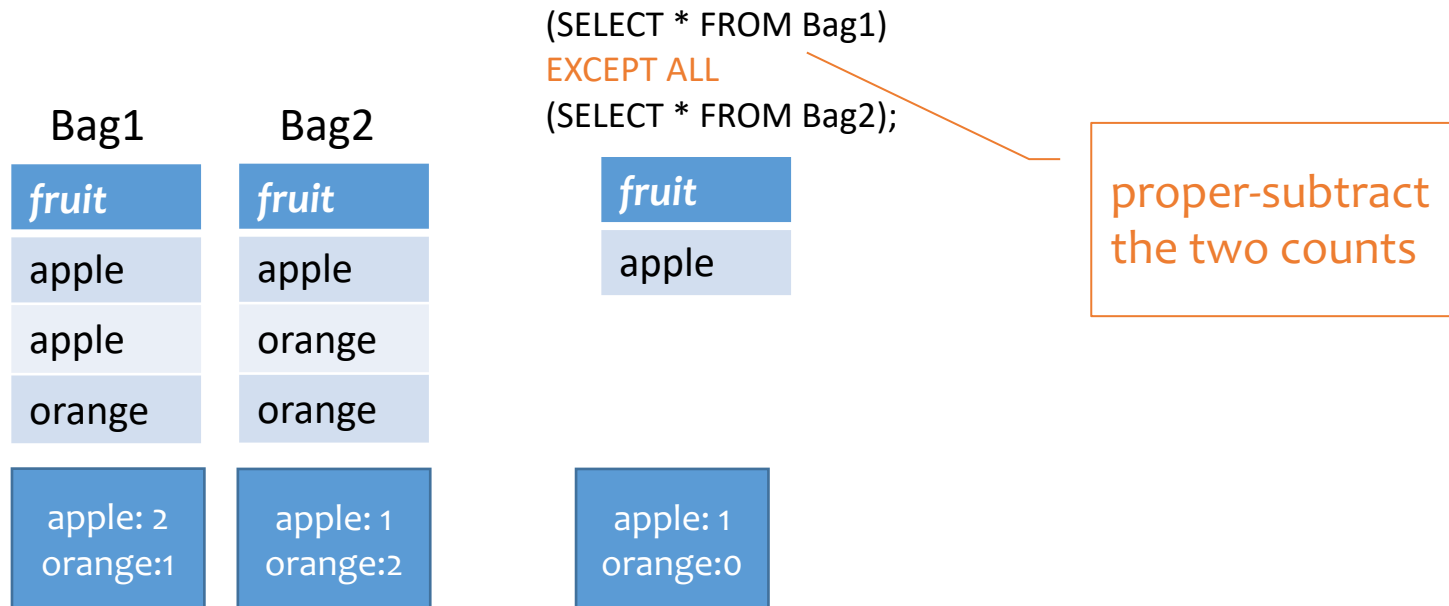 (SELECT * FROM Bag1)
EXCEPT ALL
(SELECT * FROM Bag2);
Bag1
fruit
apple
apple
orange
apple: 2
orange:1
Bag2
fruit
apple
orange
orange
apple: 1
orange:2
fruit
apple
apple: 1
orange:0
proper-subtract
the two counts